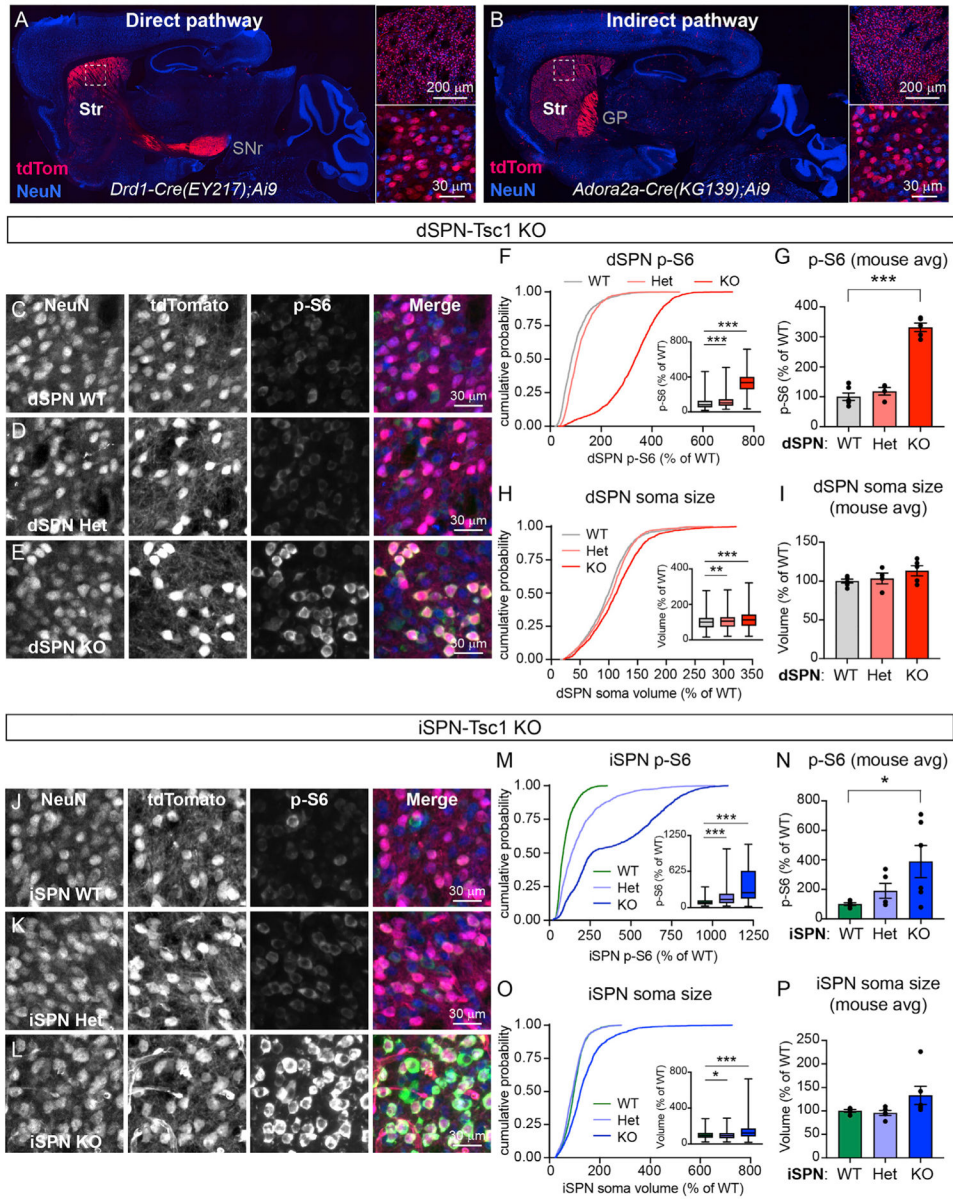 A
Direct pathway
Str
SNr
tdTom
NeuN
Drd1-Cre(EY217);Ai9
200 μm
30 μm
B
Indirect pathway
Str
GP
tdTom
NeuN
Adora2a-Cre(KG139);Ai9
200 μm
30 μm
dSPN-Tsc1 KO
C
NeuN
tdTomato
p-S6
Merge
dSPN WT
30 μm
D
dSPN Het
30 μm
E
dSPN KO
30 μm
F
dSPN p-S6
WT
Het
KO
cumulative probability
1.00
0.75
0.50
0.25
0.00
0
200
400
600
800
dSPN p-S6 (% of WT)
p-S6 (% of WT)
800
400
0
***
***
G
p-S6 (mouse avg)
***
p-S6 (% of WT)
400
300
200
100
0
dSPN: WT Het KO
H
dSPN soma size
WT
Het
KO
cumulative probability
1.00
0.75
0.50
0.25
0.00
0
50
100
150
200
250
300
350
dSPN soma volume (% of WT)
Volume (% of WT)
400
200
0
***
**
I
dSPN soma size
(mouse avg)
Volume (% of WT)
200
150
100
50
0
dSPN: WT Het KO
iSPN-Tsc1 KO
J
NeuN
tdTomato
p-S6
Merge
iSPN WT
30 μm
K
iSPN Het
30 μm
L
iSPN KO
30 μm
M
iSPN p-S6
cumulative probability
1.00
0.75
0.50
0.25
0.00
0
250
500
750
1000
1250
iSPN p-S6 (% of WT)
WT
Het
KO
p-S6 (% of WT)
1250
625
0
***
***
N
p-S6 (mouse avg)
*
p-S6 (% of WT)
800
600
400
200
0
iSPN: WT Het KO
O
iSPN soma size
cumulative probability
1.00
0.75
0.50
0.25
0.00
0
200
400
600
800
iSPN soma volume (% of WT)
WT
Het
KO
Volume (% of WT)
800
400
0
***
*
P
iSPN soma size
(mouse avg)
Volume (% of WT)
250
200
150
100
50
0
iSPN: WT Het KO